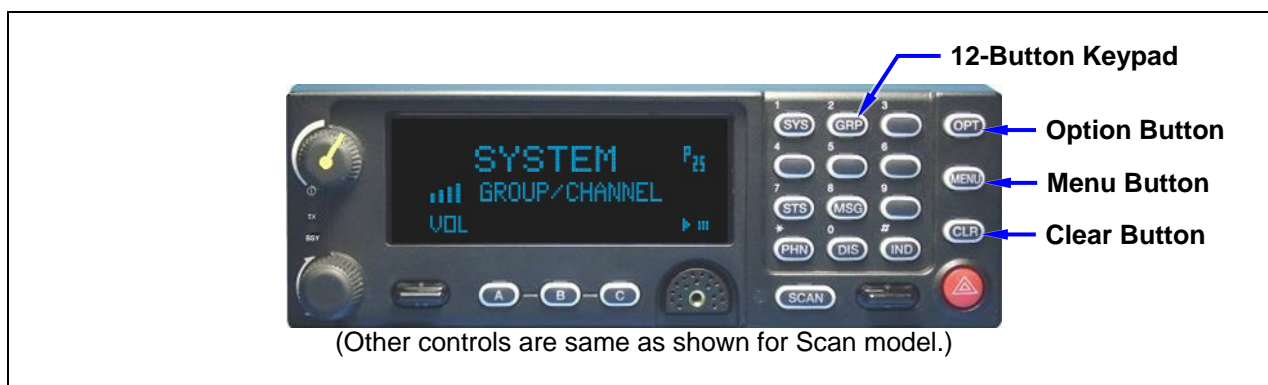 12-Button Keypad
1 2 3
SYS GRP OPT
Option Button
SYSTEM P25
4 5 6
MENU
Menu Button
GROUP/CHANNEL
7 8 9
STS MSG
VOL
CLR
Clear Button
TX
BSY
* 0 #
PHN DIS IND
A B C
SCAN
(Other controls are same as shown for Scan model.)